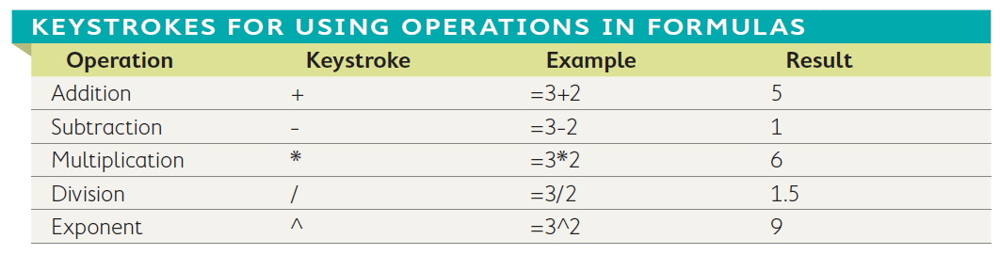 KEYSTROKES FOR USING OPERATIONS IN FORMULAS
Operation Keystroke Example Result
Addition + =3+2 5
Subtraction - =3-2 1
Multiplication * =3*2 6
Division / =3/2 1.5
Exponent ^ =3^2 9